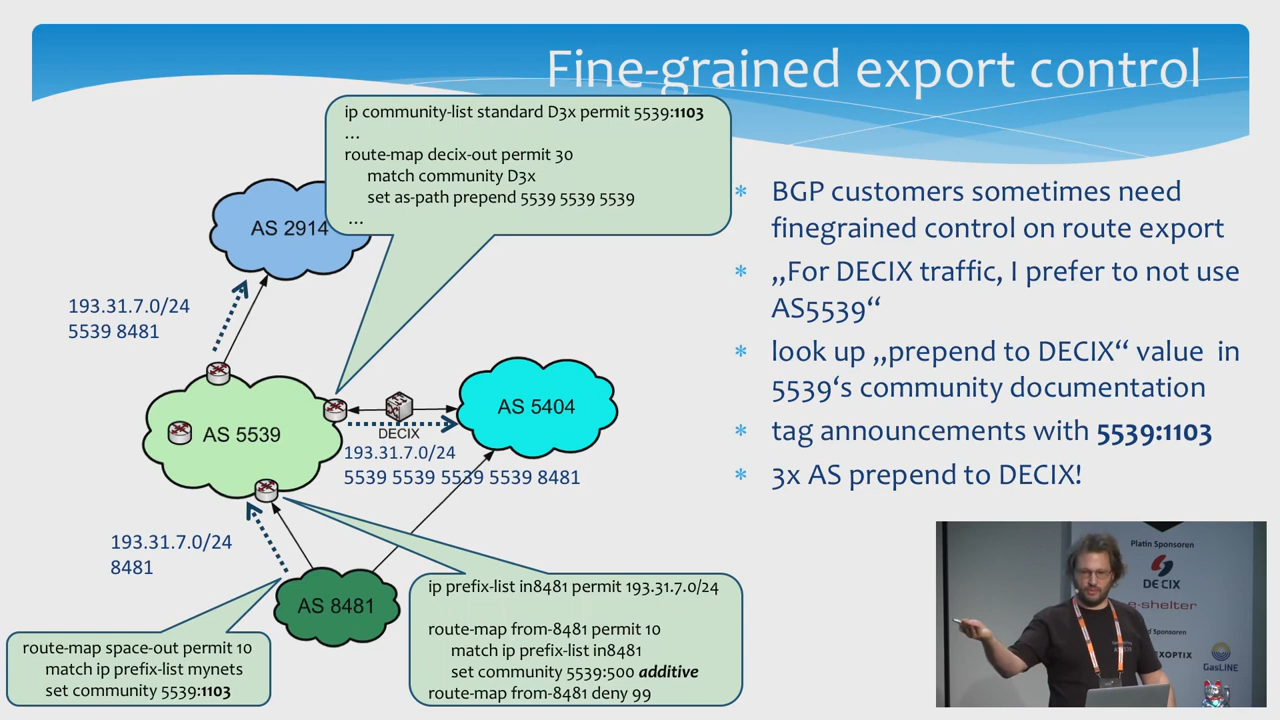 Fine-grained export control
ip community-list standard D3x permit 5539:1103
...
route-map decix-out permit 30
match community D3x
set as-path prepend 5539 5539 5539
...
AS 2914
193.31.7.0/24
5539 8481
AS 5539
DECIX
AS 5404
193.31.7.0/24
5539 5539 5539 5539 8481
193.31.7.0/24
8481
AS 8481
route-map space-out permit 10
match ip prefix-list mynets
set community 5539:1103
ip prefix-list in8481 permit 193.31.7.0/24
route-map from-8481 permit 10
match ip prefix-list in8481
set community 5539:500 additive
route-map from-8481 deny 99
* BGP customers sometimes need
finegrained control on route export
* „For DECIX traffic, I prefer to not use
AS5539“
* look up „prepend to DECIX“ value in
5539‘s community documentation
* tag announcements with 5539:1103
* 3x AS prepend to DECIX!
Platin Sponsoren
DE CIX
e-shelter
Sponsoren
GasLINE